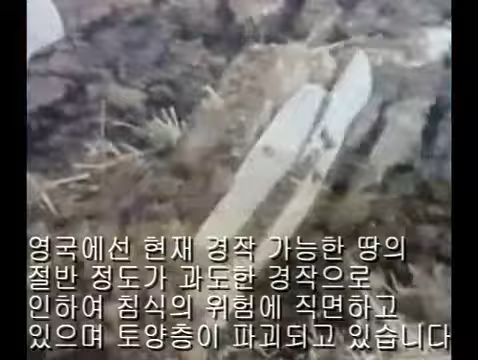 영국에선 현재 경작 가능한 땅의
절반 정도가 과도한 경작으로
인하여 침식의 위험에 직면하고
있으며 토양층이 파괴되고 있습니다